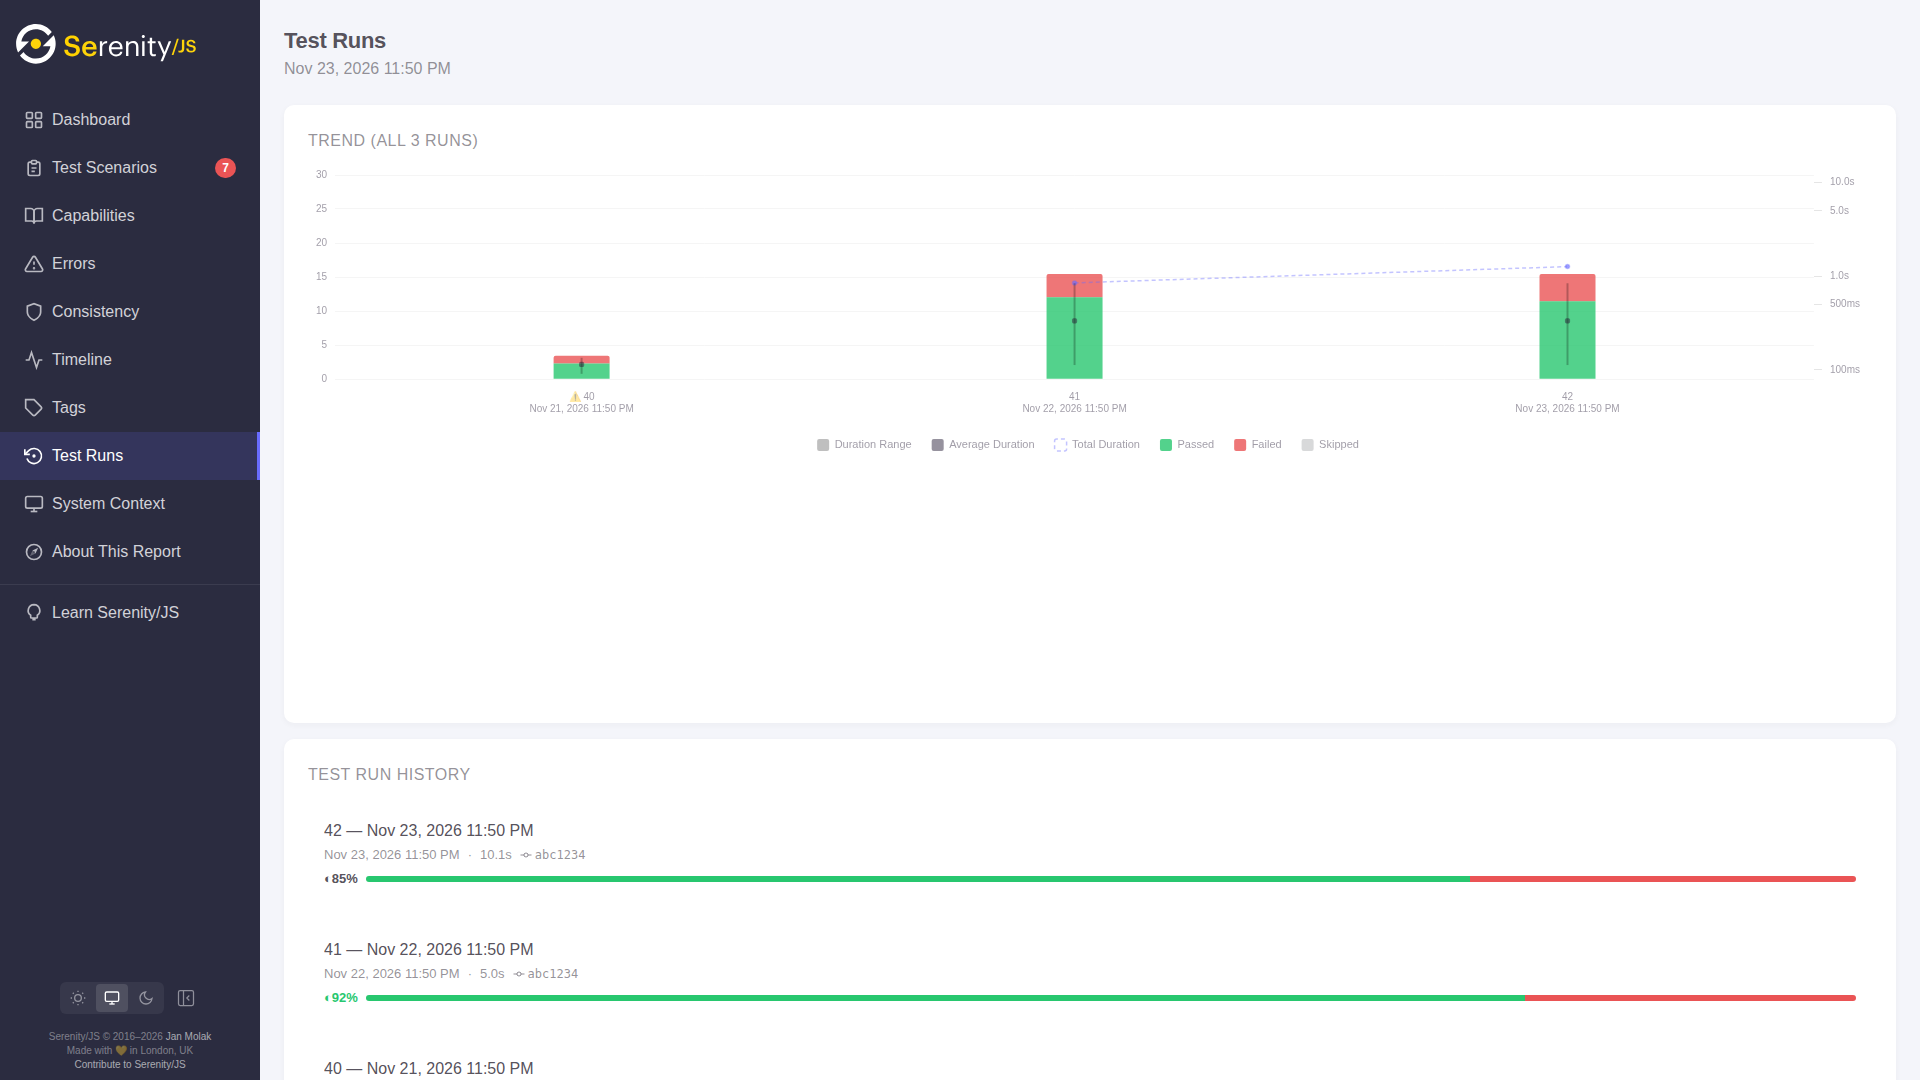 Serenity/JS
Dashboard
Test Scenarios 7
Capabilities
Errors
Consistency
Timeline
Tags
Test Runs
System Context
About This Report
Learn Serenity/JS
Serenity/JS © 2016–2026 Jan Molak
Made with 💛 in London, UK
Contribute to Serenity/JS
Test Runs
Nov 23, 2026 11:50 PM
TREND (ALL 3 RUNS)
30
25
20
15
10
5
0
10.0s
5.0s
1.0s
500ms
100ms
⚠️ 40
Nov 21, 2026 11:50 PM
41
Nov 22, 2026 11:50 PM
42
Nov 23, 2026 11:50 PM
Duration Range Average Duration Total Duration Passed Failed Skipped
TEST RUN HISTORY
42 — Nov 23, 2026 11:50 PM
Nov 23, 2026 11:50 PM · 10.1s abc1234
85%
41 — Nov 22, 2026 11:50 PM
Nov 22, 2026 11:50 PM · 5.0s abc1234
92%
40 — Nov 21, 2026 11:50 PM